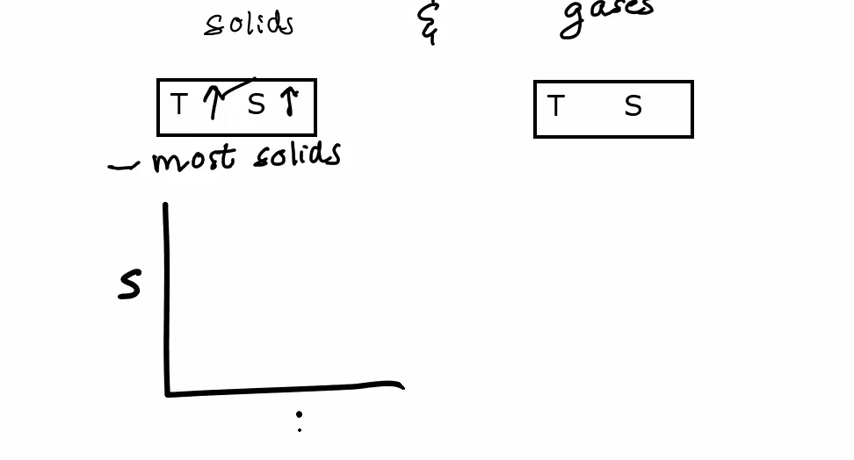 solids & gases
T ↑ S ↑
T S
– most solids
S